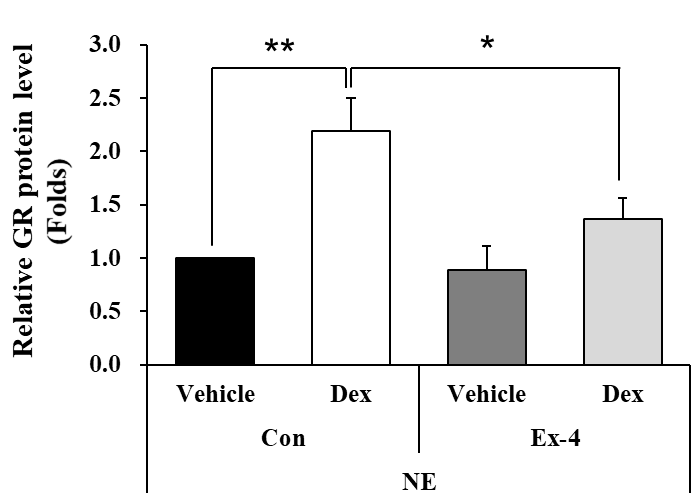 Relative GR protein level
(Folds)
3.0
2.5
2.0
1.5
1.0
0.5
0.0
** *
Vehicle Dex Vehicle Dex
Con Ex-4
NE